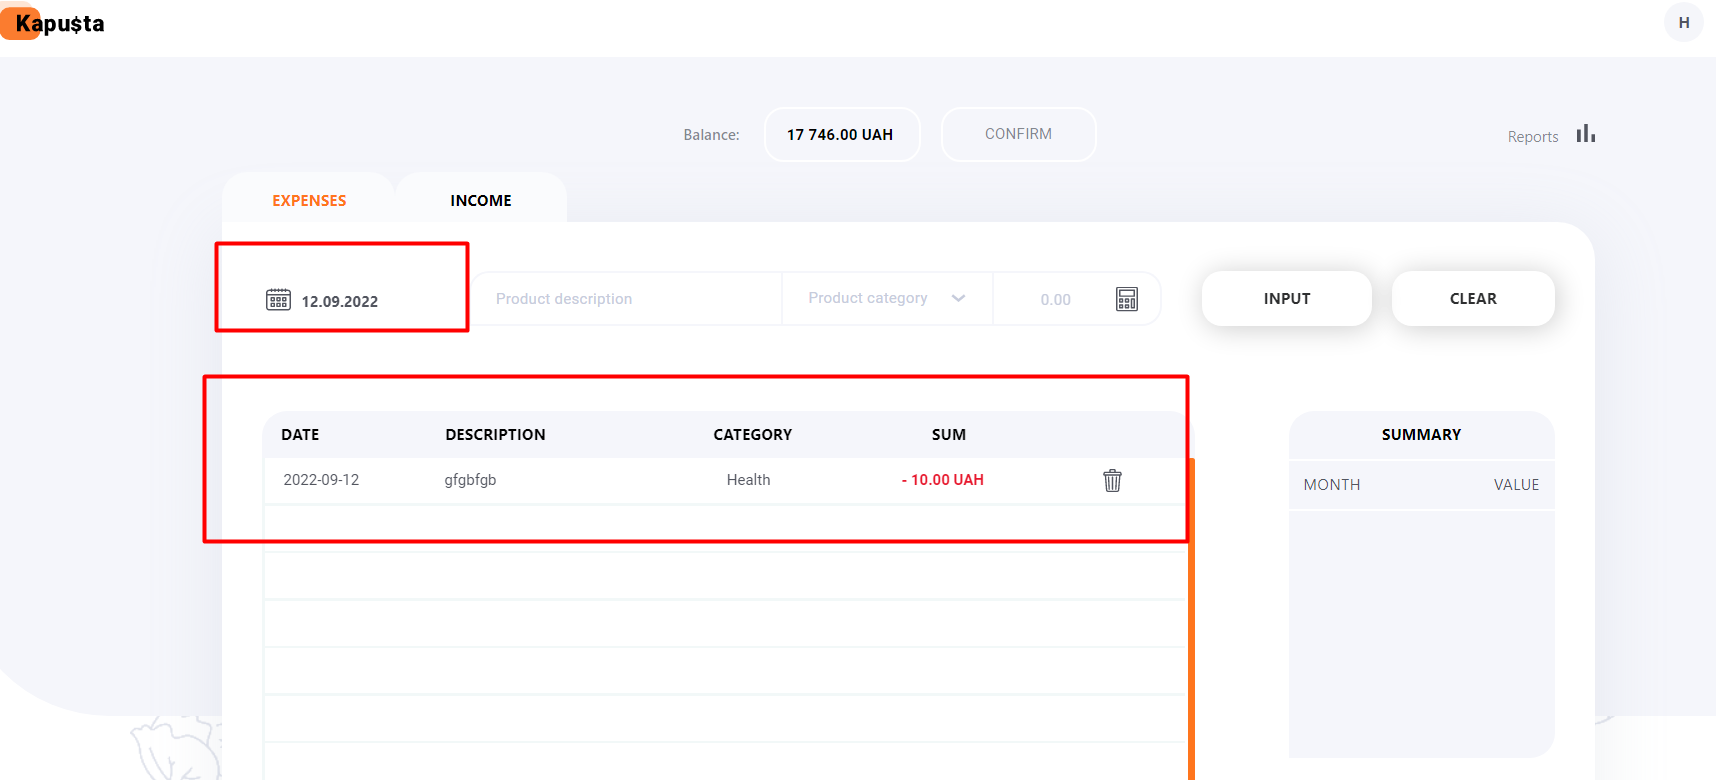 Kapu$ta
H
Balance: 17 746.00 UAH CONFIRM
Reports
EXPENSES INCOME
12.09.2022 Product description Product category 0.00 INPUT CLEAR
DATE DESCRIPTION CATEGORY SUM
2022-09-12 gfgbfgb Health - 10.00 UAH
SUMMARY
MONTH VALUE